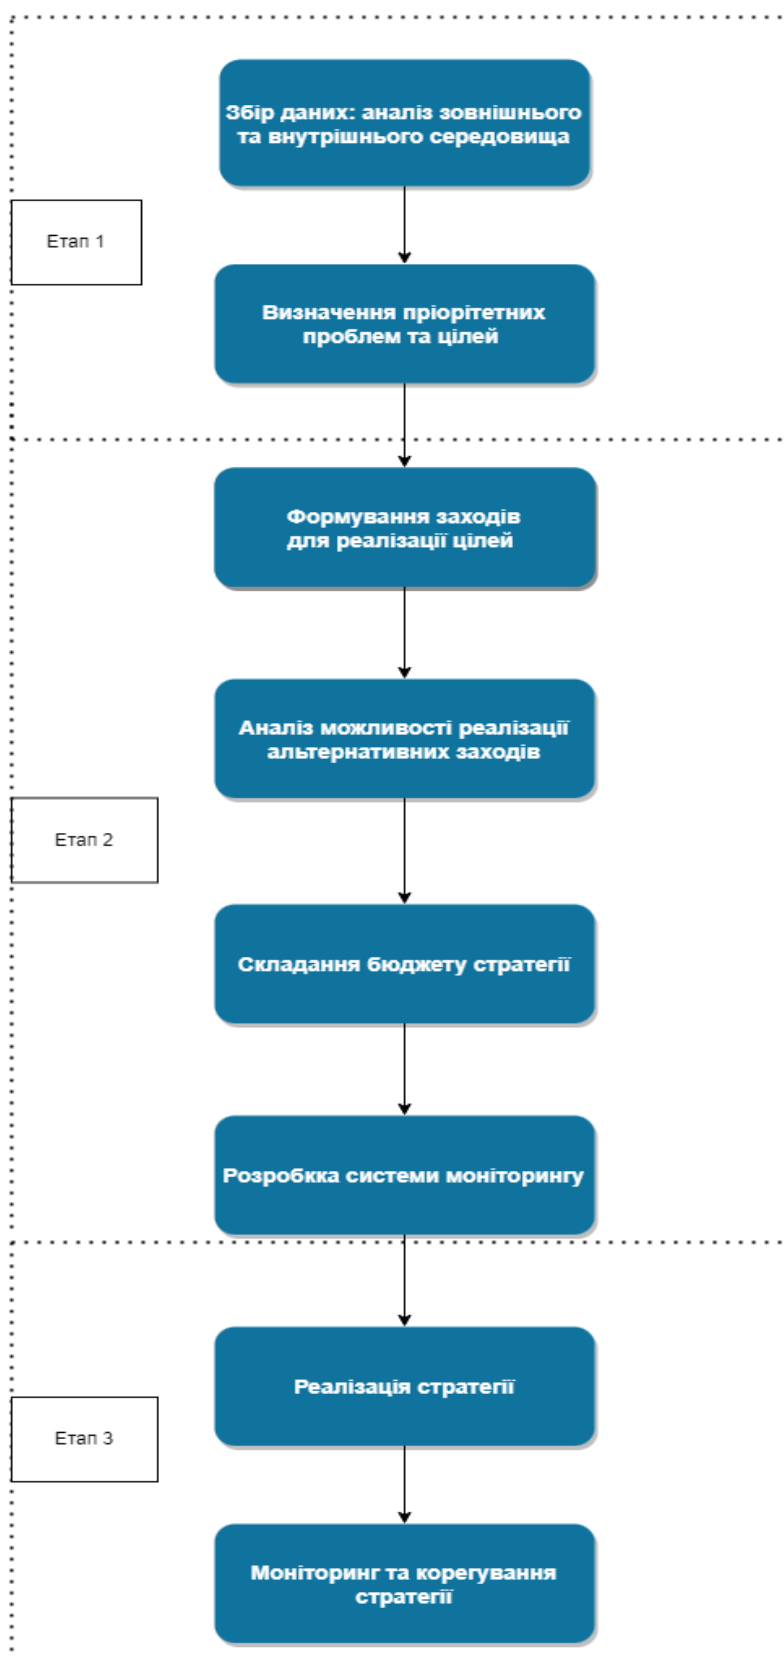 Збір даних: аналіз зовнішнього
та внутрішнього середовища
Етап 1
Визначення пріорітетних
проблем та цілей
Формування заходів
для реалізації цілей
Аналіз можливості реалізації
альтернативних заходів
Етап 2
Складання бюджету стратегії
Розробкка системи моніторингу
Реалізація стратегії
Етап 3
Моніторинг та корегування
стратегії